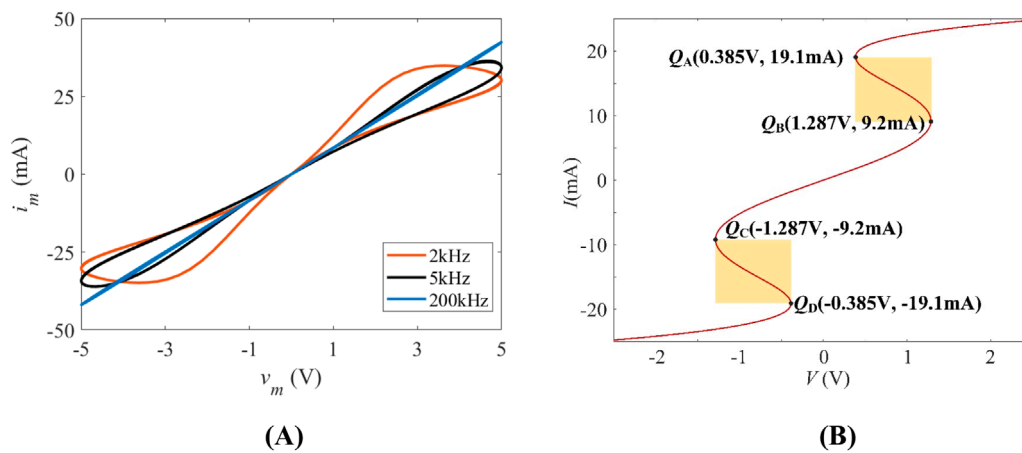 50
25
0
-25
-50
i_m (mA)
2kHz
5kHz
200kHz
-5 -3 -1 1 3 5
v_m (V)
(A)
20
10
0
-10
-20
I(mA)
Q_A(0.385V, 19.1mA)
Q_B(1.287V, 9.2mA)
Q_C(-1.287V, -9.2mA)
Q_D(-0.385V, -19.1mA)
-2 -1 0 1 2
V(V)
(B)